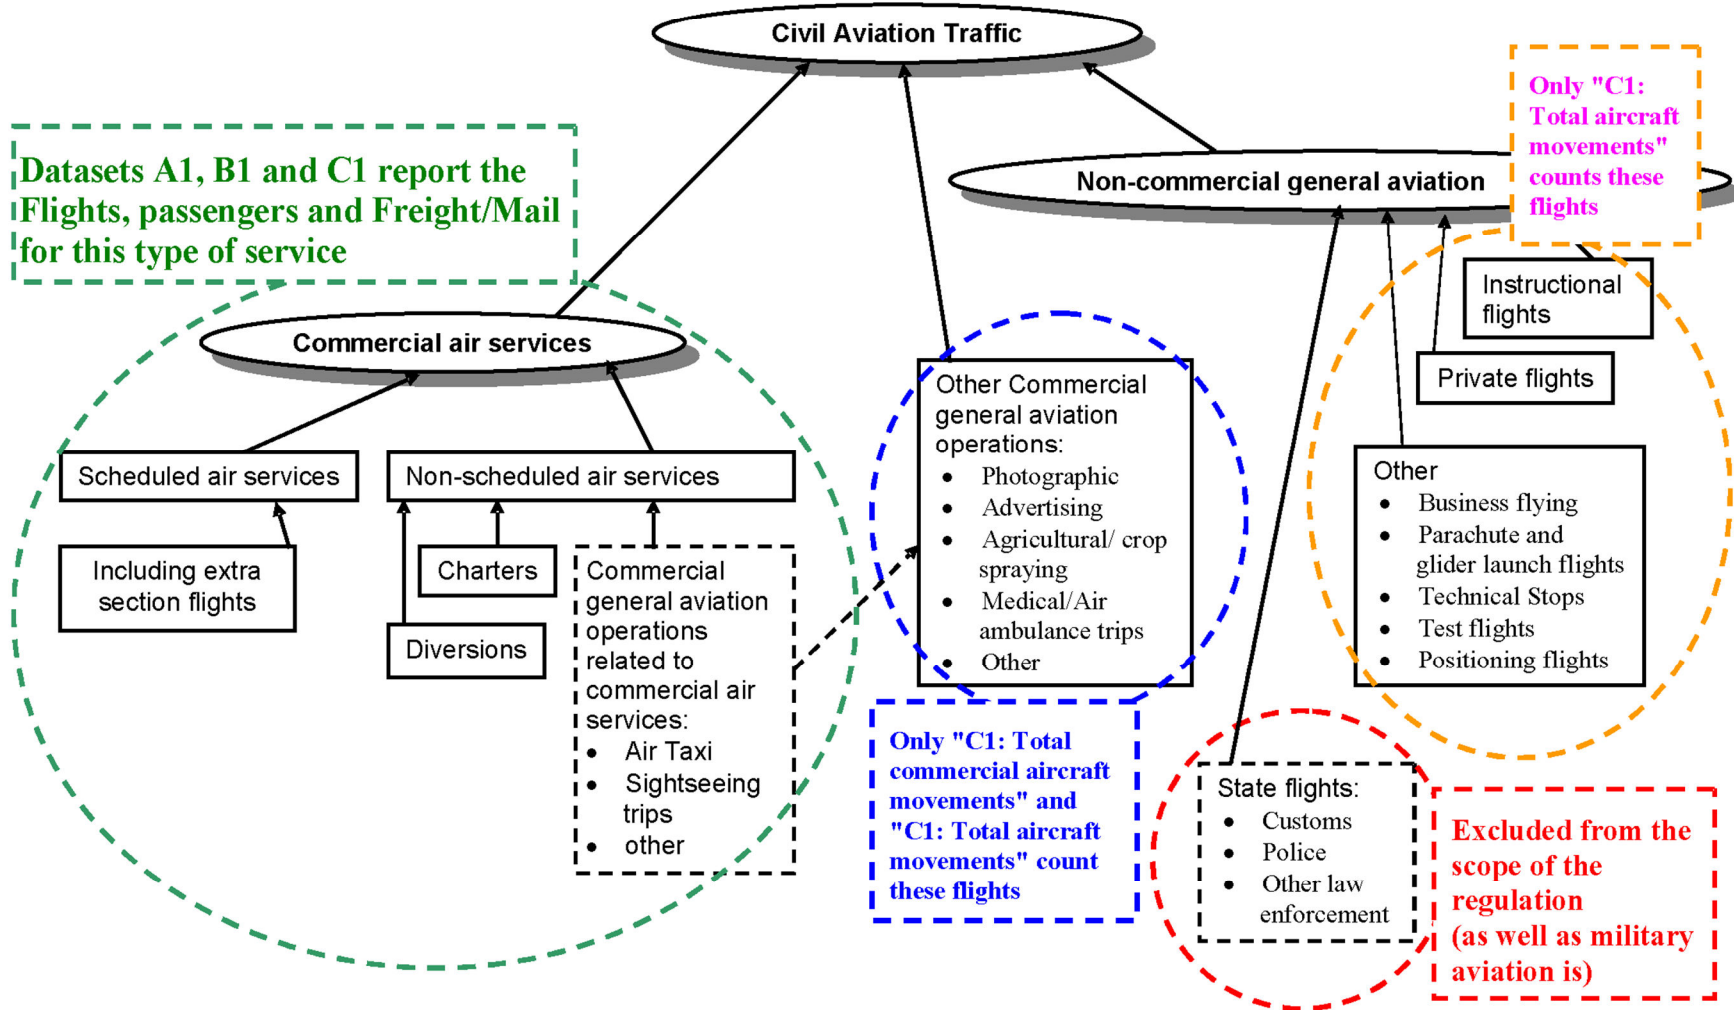 Civil Aviation Traffic
Only "C1:
Total aircraft
movements"
counts these
flights
Datasets A1, B1 and C1 report the
Flights, passengers and Freight/Mail
for this type of service
Non-commercial general aviation
Instructional
flights
Commercial air services
Private flights
Other Commercial
general aviation
operations:
• Photographic
• Advertising
• Agricultural/ crop
spraying
• Medical/Air
ambulance trips
• Other
Scheduled air services
Non-scheduled air services
Other
• Business flying
• Parachute and
glider launch flights
• Technical Stops
• Test flights
• Positioning flights
Including extra
section flights
Charters
Diversions
Commercial
general aviation
operations
related to
commercial air
services:
• Air Taxi
• Sightseeing
trips
• other
Only "C1: Total
commercial aircraft
movements" and
"C1: Total aircraft
movements" count
these flights
State flights:
• Customs
• Police
• Other law
enforcement
Excluded from the
scope of the
regulation
(as well as military
aviation is)